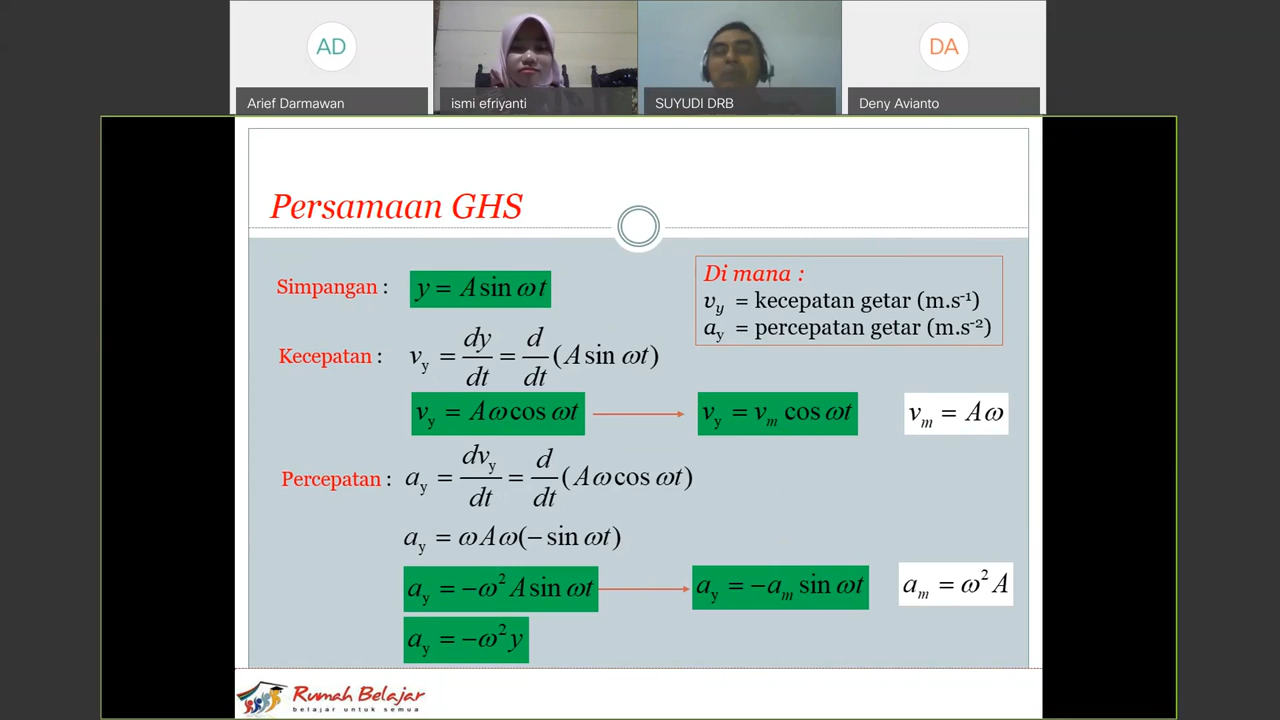 AD
DA
Arief Darmawan
ismi efriyanti
SUYUDI DRB
Deny Avianto
Persamaan GHS
Simpangan : y = A sin ωt
Di mana :
v_y = kecepatan getar (m.s⁻¹)
a_y = percepatan getar (m.s⁻²)
Kecepatan : v_y = dy/dt = d/dt (A sin ωt)
v_y = Aω cos ωt
v_y = v_m cos ωt
v_m = Aω
Percepatan : a_y = dv_y/dt = d/dt (Aω cos ωt)
a_y = ωAω(− sin ωt)
a_y = −ω² A sin ωt
a_y = −a_m sin ωt
a_m = ω² A
a_y = −ω² y
Rumah Belajar
belajar untuk semua